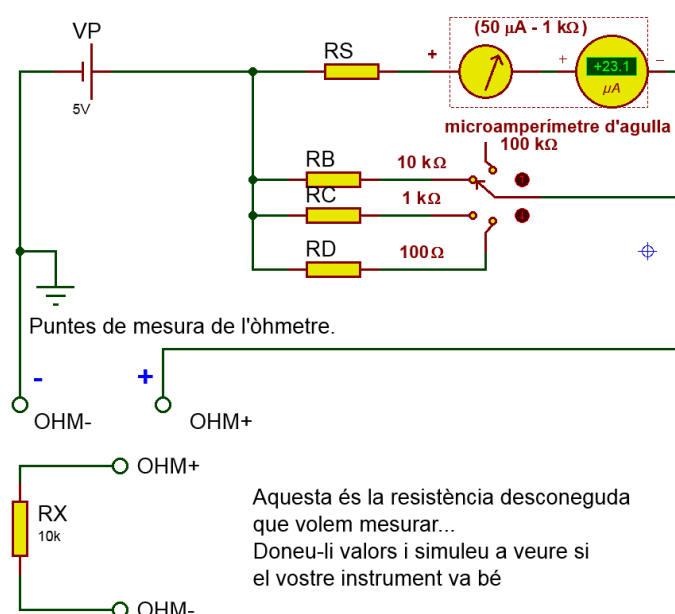 VP
5V
RS
+
(50 µA - 1 kΩ)
+
+23.1
µA
−
microamperímetre d'agulla
100 kΩ
RB
10 kΩ
RC
1 kΩ
RD
100Ω
Puntes de mesura de l'òhmetre.
-
+
OHM-
OHM+
OHM+
RX
10k
OHM-
Aquesta és la resistència desconeguda
que volem mesurar...
Doneu-li valors i simuleu a veure si
el vostre instrument va bé